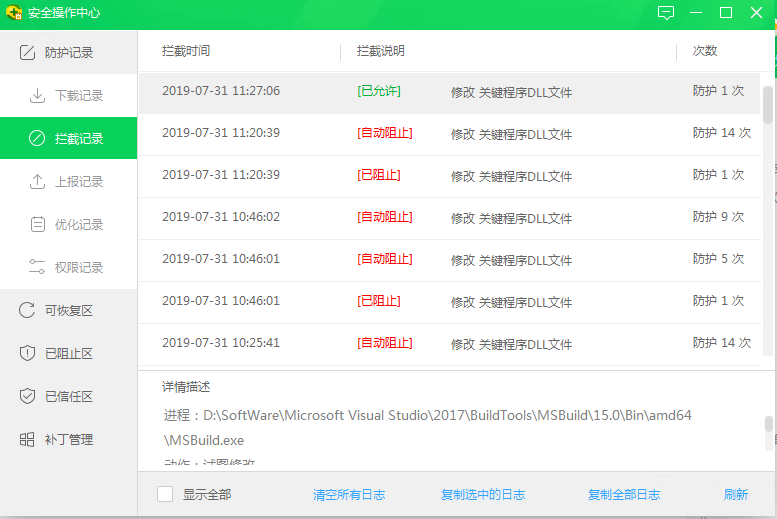 安全操作中心
防护记录
下载记录
拦截记录
上报记录
优化记录
权限记录
可恢复区
已阻止区
已信任区
补丁管理
拦截时间 拦截说明 次数
2019-07-31 11:27:06 [已允许] 修改 关键程序DLL文件 防护 1 次
2019-07-31 11:20:39 [自动阻止] 修改 关键程序DLL文件 防护 14 次
2019-07-31 11:20:39 [已阻止] 修改 关键程序DLL文件 防护 1 次
2019-07-31 10:46:02 [自动阻止] 修改 关键程序DLL文件 防护 9 次
2019-07-31 10:46:01 [自动阻止] 修改 关键程序DLL文件 防护 5 次
2019-07-31 10:46:01 [已阻止] 修改 关键程序DLL文件 防护 1 次
2019-07-31 10:25:41 [自动阻止] 修改 关键程序DLL文件 防护 14 次
详情描述
进程：D:\SoftWare\Microsoft Visual Studio\2017\BuildTools\MSBuild\15.0\Bin\amd64
\MSBuild.exe
动作：试图修改
显示全部 清空所有日志 复制选中的日志 复制全部日志 刷新